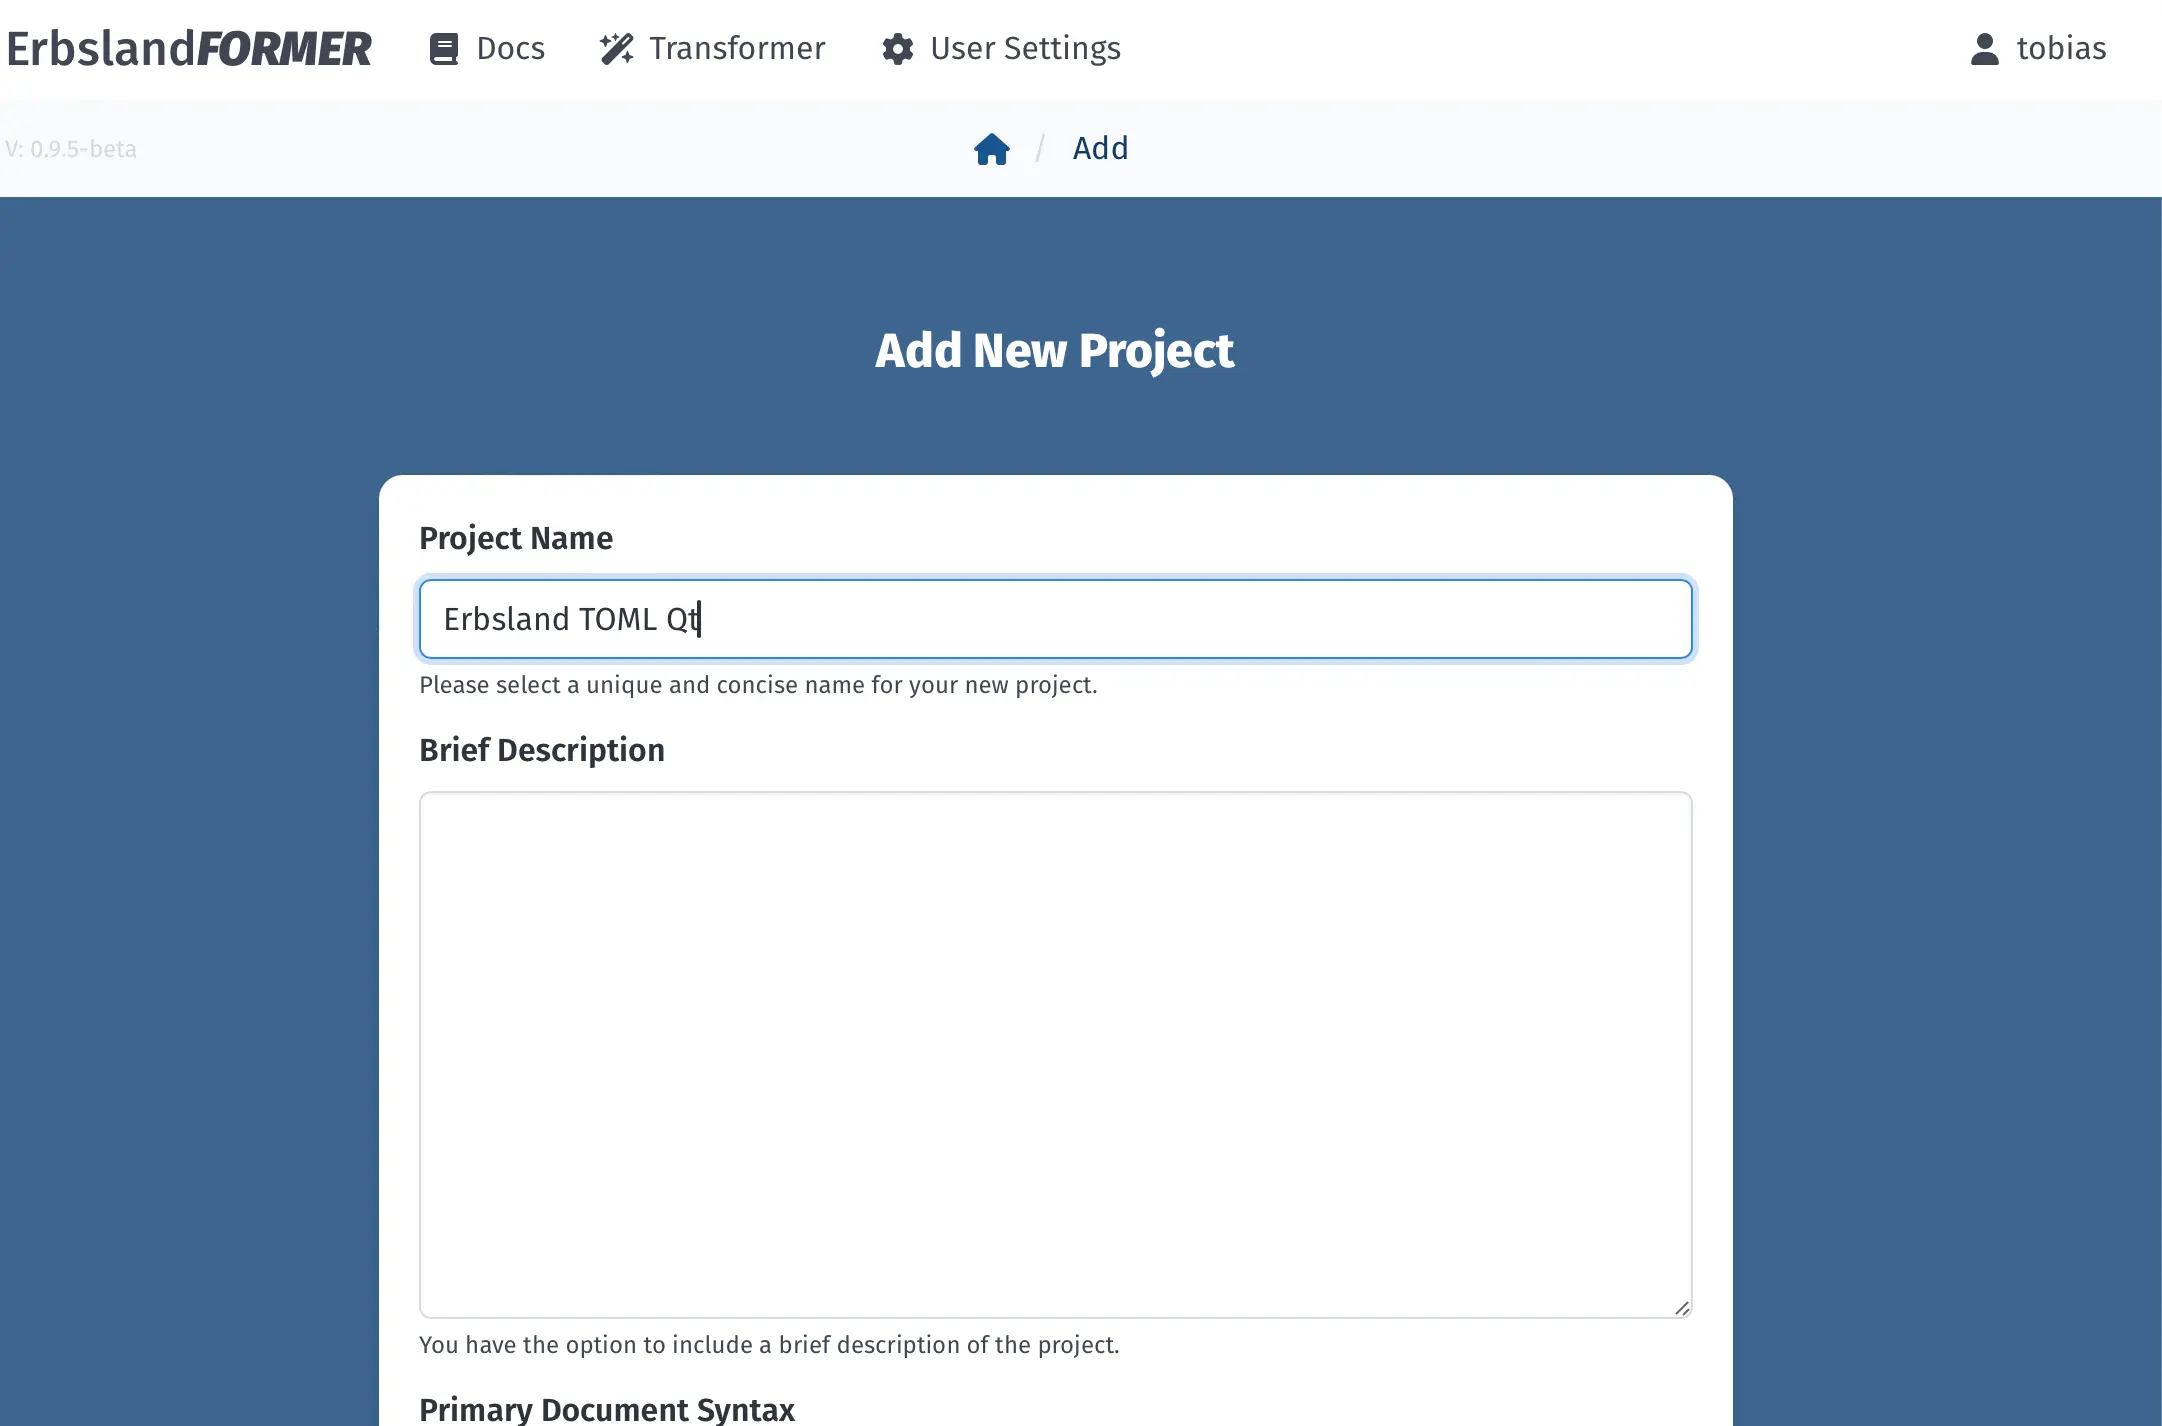 ErbslandFORMER Docs Transformer User Settings tobias
V: 0.9.5-beta / Add
Add New Project
Project Name
Erbsland TOML Qt
Please select a unique and concise name for your new project.
Brief Description
You have the option to include a brief description of the project.
Primary Document Syntax